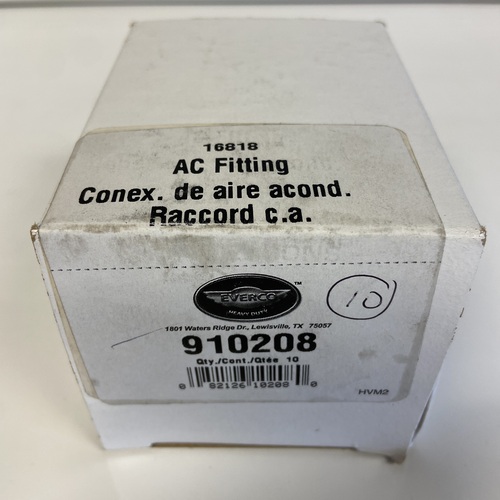 16818
AC Fitting
Conex. de aire acond.
Raccord c.a.
EVERCO™
HEAVY DUTY
10
1801 Waters Ridge Dr., Lewisville, TX 75057
910208
Qty./Cont./Qtée 10
0 82126 10208 0
HVM2